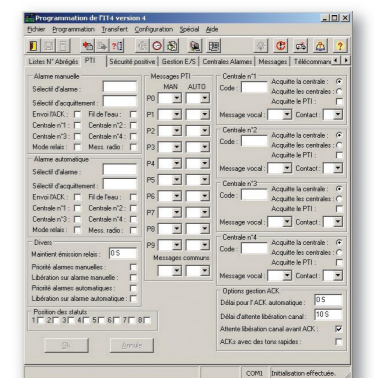 Programmation de l'IT4 version 4
Fichier Programmation Transfert Configuration Spécial Aide
Listes N° Abrégés PTI Sécurité positive Gestion E/S Centrales Alarmes Messages Télécomman
Alarme manuelle
Sélectif d'alarme :
Sélectif d'acquittement :
Envoi l'ACK : Fil de l'eau :
Centrale n°1 : Centrale n°2 :
Centrale n°3 : Centrale n°4 :
Mode relais : Mess. radio :
Alarme automatique
Sélectif d'alarme :
Sélectif d'acquittement :
Envoi l'ACK : Fil de l'eau :
Centrale n°1 : Centrale n°2 :
Centrale n°3 : Centrale n°4 :
Mode relais : Mess. radio :
Divers
Maintient émission relais : 0 S
Priorité alarmes manuelles :
Libération sur alarme manuelle :
Priorité alarmes automatiques :
Libération sur alarme automatique :
Position des statuts
1 2 3 4 5 6 7 8
Ok Annule
Messages PTI
MAN AUTO
P0
P1
P2
P3
P4
P5
P6
P7
P8
P9
Messages communs
Centrale n°1
Code : Acquitte la centrale :
Acquitte les centrales :
Acquitte le PTI :
Message vocal : Contact :
Centrale n°2
Code : Acquitte la centrale :
Acquitte les centrales :
Acquitte le PTI :
Message vocal : Contact :
Centrale n°3
Code : Acquitte la centrale :
Acquitte les centrales :
Acquitte le PTI :
Message vocal : Contact :
Centrale n°4
Code : Acquitte la centrale :
Acquitte les centrales :
Acquitte le PTI :
Message vocal : Contact :
Options gestion ACK
Délai pour l'ACK automatique : 0 S
Délai d'attente libération canal : 10 S
Attente libération canal avant ACK :
ACKs avec des tons rapides :
COM1 Initialisation effectuée.